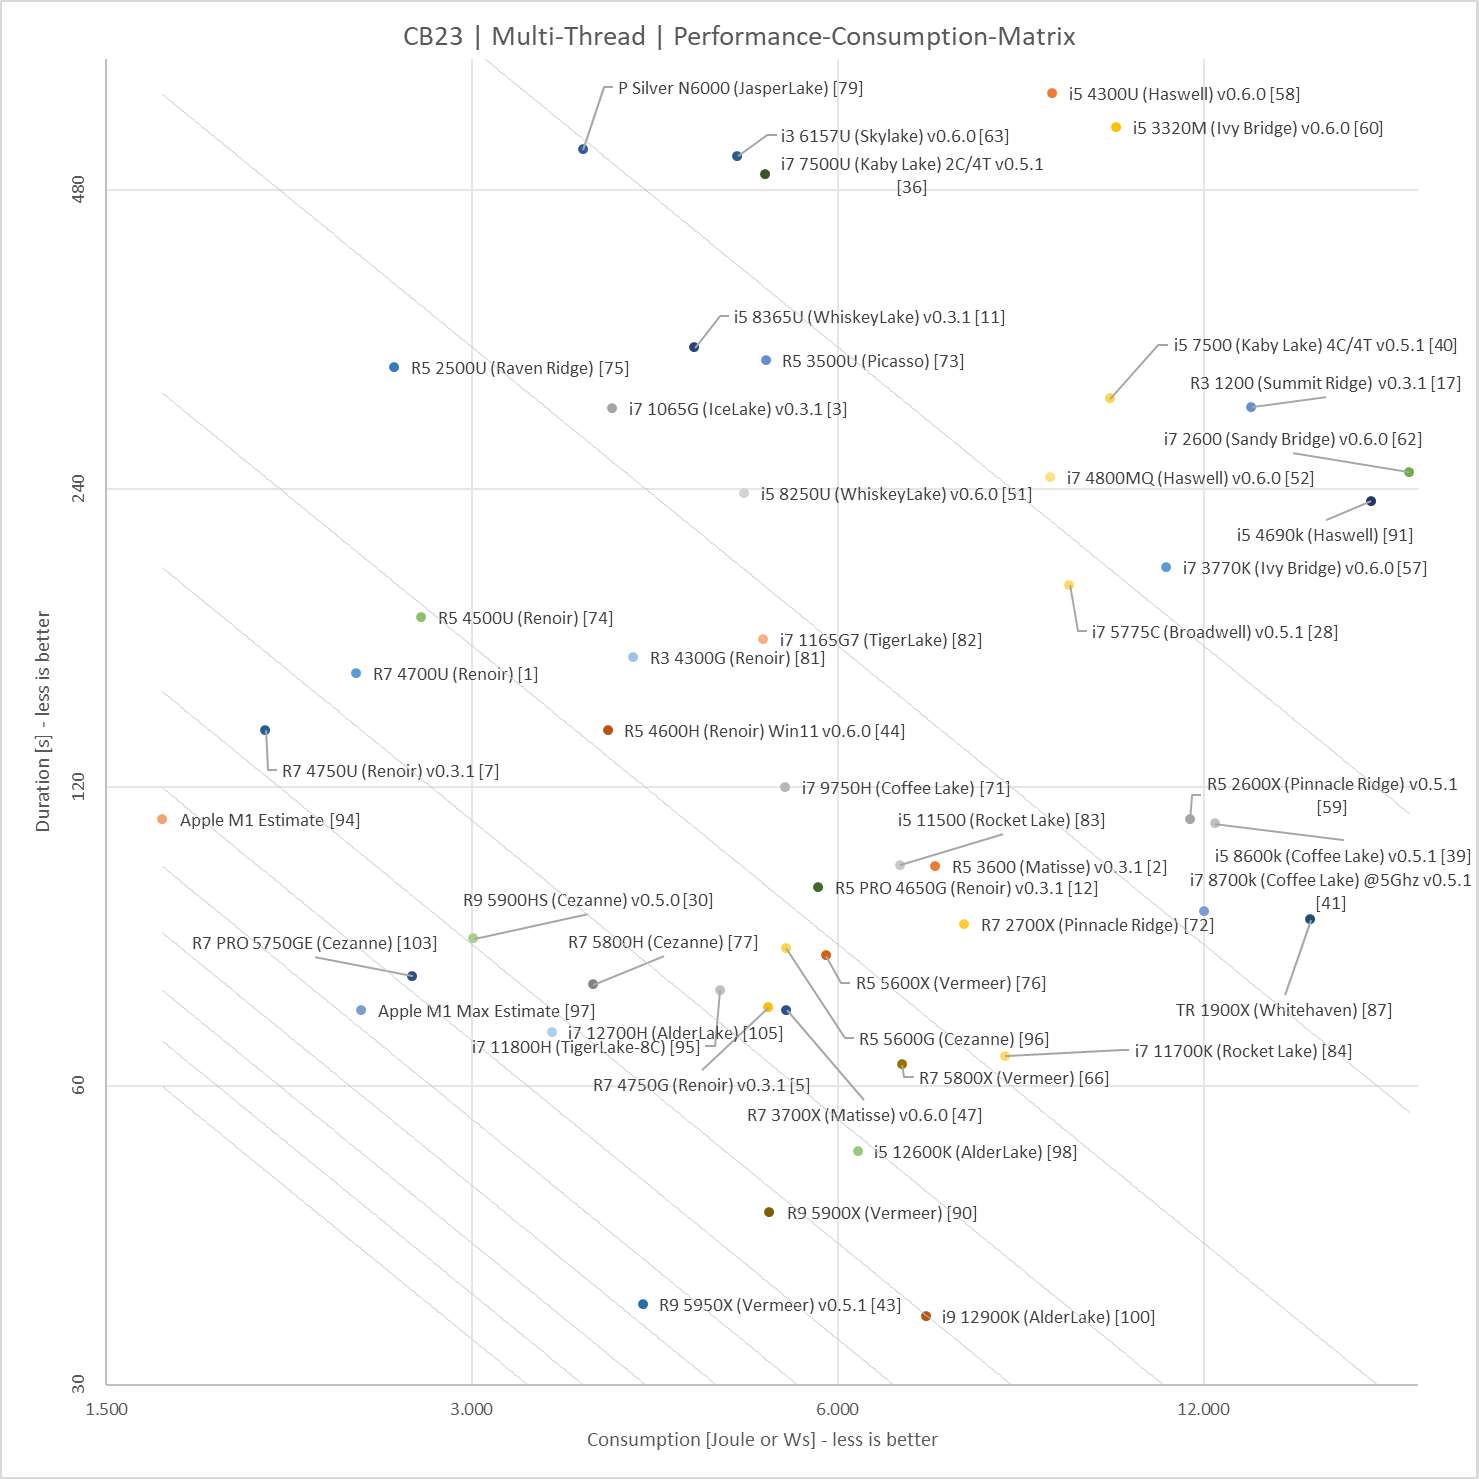 CB23 | Multi-Thread | Performance-Consumption-Matrix
P Silver N6000 (JasperLake) [79]
i5 4300U (Haswell) v0.6.0 [58]
i5 3320M (Ivy Bridge) v0.6.0 [60]
i3 6157U (Skylake) v0.6.0 [63]
i7 7500U (Kaby Lake) 2C/4T v0.5.1
[36]
480
i5 8365U (WhiskeyLake) v0.3.1 [11]
i5 7500 (Kaby Lake) 4C/4T v0.5.1 [40]
R5 2500U (Raven Ridge) [75]
R5 3500U (Picasso) [73]
R3 1200 (Summit Ridge) v0.3.1 [17]
i7 1065G (IceLake) v0.3.1 [3]
i7 2600 (Sandy Bridge) v0.6.0 [62]
i7 4800MQ (Haswell) v0.6.0 [52]
240
i5 8250U (WhiskeyLake) v0.6.0 [51]
i5 4690k (Haswell) [91]
i7 3770K (Ivy Bridge) v0.6.0 [57]
R5 4500U (Renoir) [74]
i7 5775C (Broadwell) v0.5.1 [28]
i7 1165G7 (TigerLake) [82]
R3 4300G (Renoir) [81]
R7 4700U (Renoir) [1]
Duration [s] - less is better
R5 4600H (Renoir) Win11 v0.6.0 [44]
R7 4750U (Renoir) v0.3.1 [7]
120
i7 9750H (Coffee Lake) [71]
R5 2600X (Pinnacle Ridge) v0.5.1
[59]
Apple M1 Estimate [94]
i5 11500 (Rocket Lake) [83]
i5 8600k (Coffee Lake) v0.5.1 [39]
R5 3600 (Matisse) v0.3.1 [2]
i7 8700k (Coffee Lake) @5Ghz v0.5.1
[41]
R5 PRO 4650G (Renoir) v0.3.1 [12]
R9 5900HS (Cezanne) v0.5.0 [30]
R7 2700X (Pinnacle Ridge) [72]
R7 PRO 5750GE (Cezanne) [103]
R7 5800H (Cezanne) [77]
R5 5600X (Vermeer) [76]
Apple M1 Max Estimate [97]
TR 1900X (Whitehaven) [87]
i7 12700H (AlderLake) [105]
R5 5600G (Cezanne) [96]
i7 11800H (TigerLake-8C) [95]
i7 11700K (Rocket Lake) [84]
R7 5800X (Vermeer) [66]
60
R7 4750G (Renoir) v0.3.1 [5]
R7 3700X (Matisse) v0.6.0 [47]
i5 12600K (AlderLake) [98]
R9 5900X (Vermeer) [90]
R9 5950X (Vermeer) v0.5.1 [43]
i9 12900K (AlderLake) [100]
30
1.500
3.000
6.000
12.000
Consumption [Joule or Ws] - less is better